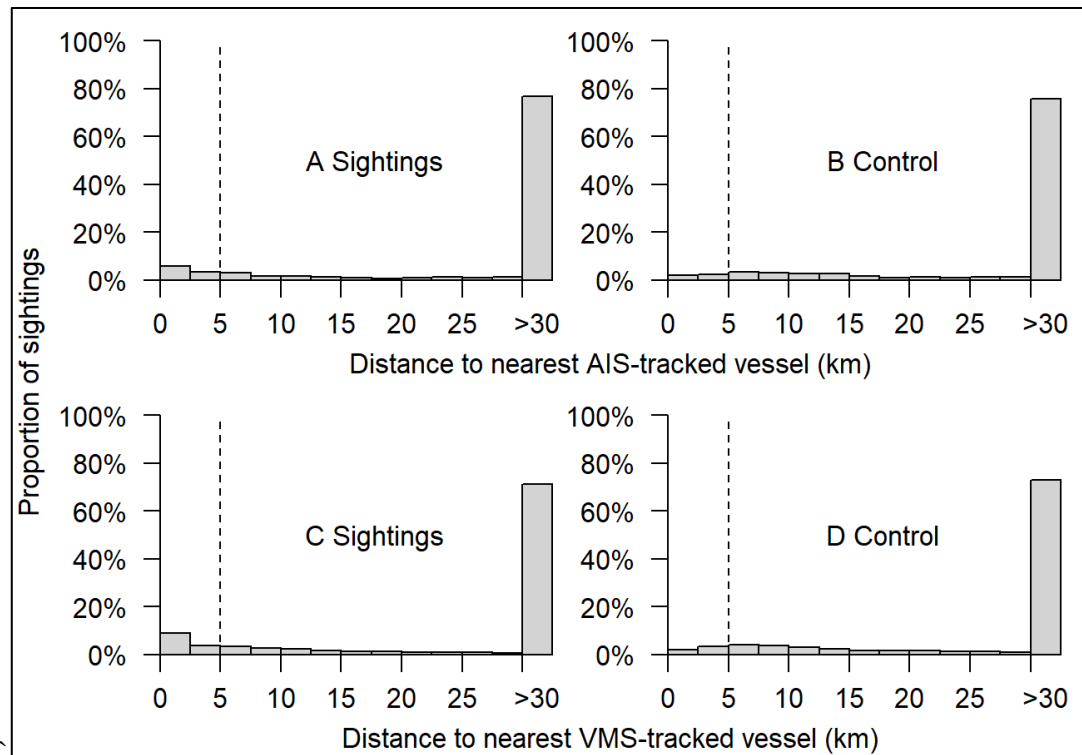 Proportion of sightings
100%
80%
60%
40%
20%
0%
A Sightings
0 5 10 15 20 25 >30
100%
80%
60%
40%
20%
0%
B Control
0 5 10 15 20 25 >30
Distance to nearest AIS-tracked vessel (km)
100%
80%
60%
40%
20%
0%
C Sightings
0 5 10 15 20 25 >30
100%
80%
60%
40%
20%
0%
D Control
0 5 10 15 20 25 >30
Distance to nearest VMS-tracked vessel (km)